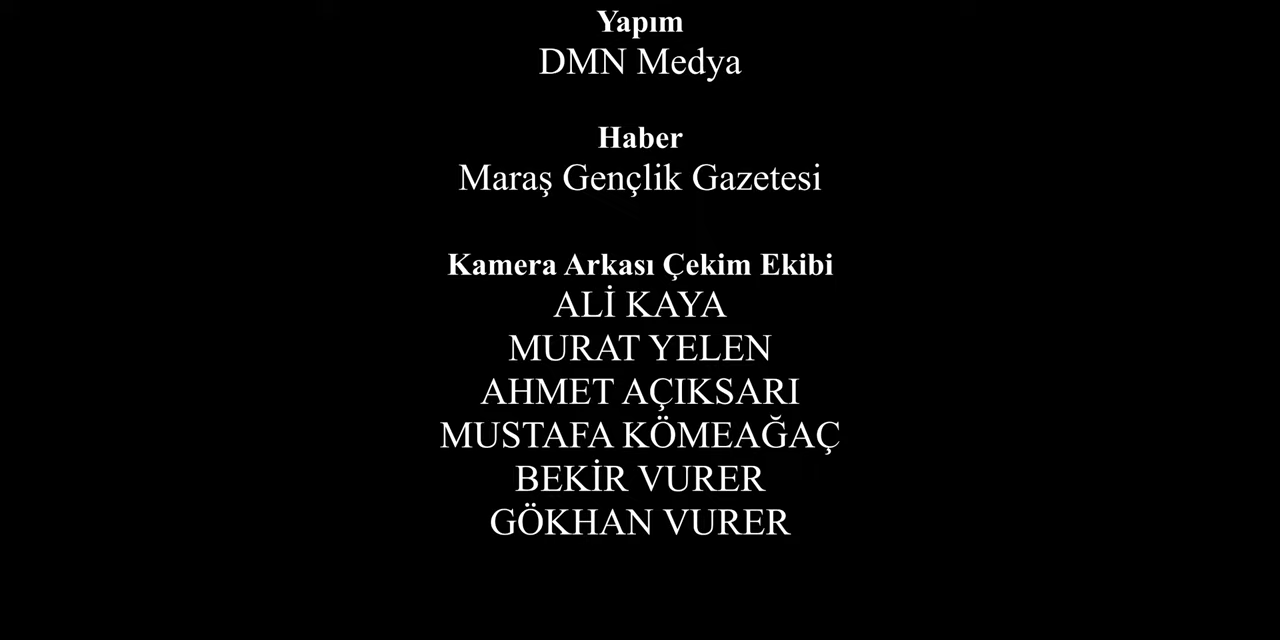 Yapım
DMN Medya
Haber
Maraş Gençlik Gazetesi
Kamera Arkası Çekim Ekibi
ALİ KAYA
MURAT YELEN
AHMET AÇIKSARI
MUSTAFA KÖMEAĞAÇ
BEKİR VURER
GÖKHAN VURER